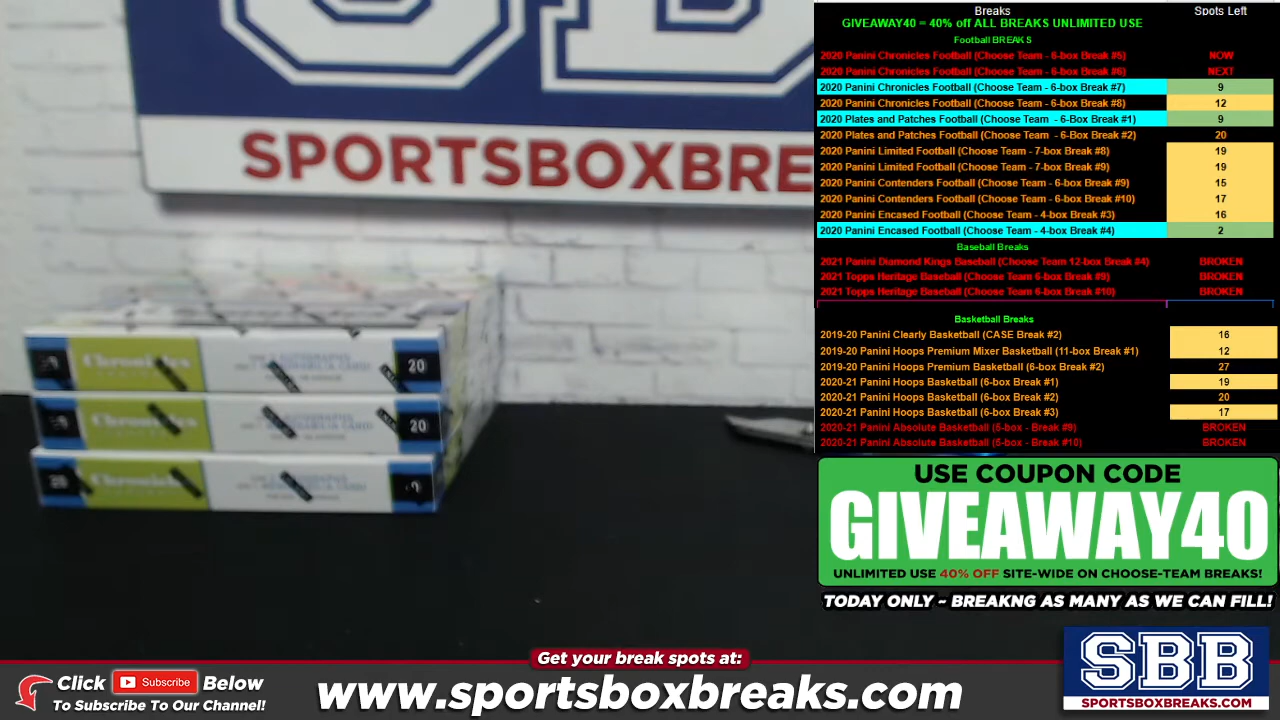 SPORTSBOXBRE
Chronicles
20
20
Chronicles
20
Breaks Spots Left
GIVEAWAY40 = 40% off ALL BREAKS UNLIMITED USE
Football BREAKS
2020 Panini Chronicles Football (Choose Team - 6-box Break #5) NOW
2020 Panini Chronicles Football (Choose Team - 6-box Break #6) NEXT
2020 Panini Chronicles Football (Choose Team - 6-box Break #7) 9
2020 Panini Chronicles Football (Choose Team - 6-box Break #8) 12
2020 Plates and Patches Football (Choose Team - 6-Box Break #1) 9
2020 Plates and Patches Football (Choose Team - 6-Box Break #2) 20
2020 Panini Limited Football (Choose Team - 7-box Break #8) 19
2020 Panini Limited Football (Choose Team - 7-box Break #9) 19
2020 Panini Contenders Football (Choose Team - 6-box Break #9) 15
2020 Panini Contenders Football (Choose Team - 6-box Break #10) 17
2020 Panini Encased Football (Choose Team - 4-box Break #3) 16
2020 Panini Encased Football (Choose Team - 4-box Break #4) 2
Baseball Breaks
2021 Panini Diamond Kings Baseball (Choose Team 12-box Break #4) BROKEN
2021 Topps Heritage Baseball (Choose Team 6-box Break #9) BROKEN
2021 Topps Heritage Baseball (Choose Team 6-box Break #10) BROKEN
Basketball Breaks
2019-20 Panini Clearly Basketball (CASE Break #2) 16
2019-20 Panini Hoops Premium Mixer Basketball (11-box Break #1) 12
2019-20 Panini Hoops Premium Basketball (6-box Break #2) 27
2020-21 Panini Hoops Basketball (6-box Break #1) 19
2020-21 Panini Hoops Basketball (6-box Break #2) 20
2020-21 Panini Hoops Basketball (6-box Break #3) 17
2020-21 Panini Absolute Basketball (5-box - Break #8) BROKEN
2020-21 Panini Absolute Basketball (5-box - Break #10) BROKEN
USE COUPON CODE
GIVEAWAY40
UNLIMITED USE 40% OFF SITE-WIDE ON CHOOSE-TEAM BREAKS!
TODAY ONLY ~ BREAKNG AS MANY AS WE CAN FILL!
Get your break spots at:
Click Subscribe Below
To Subscribe To Our Channel!
www.sportsboxbreaks.com
SBB
SPORTSBOXBREAKS.COM